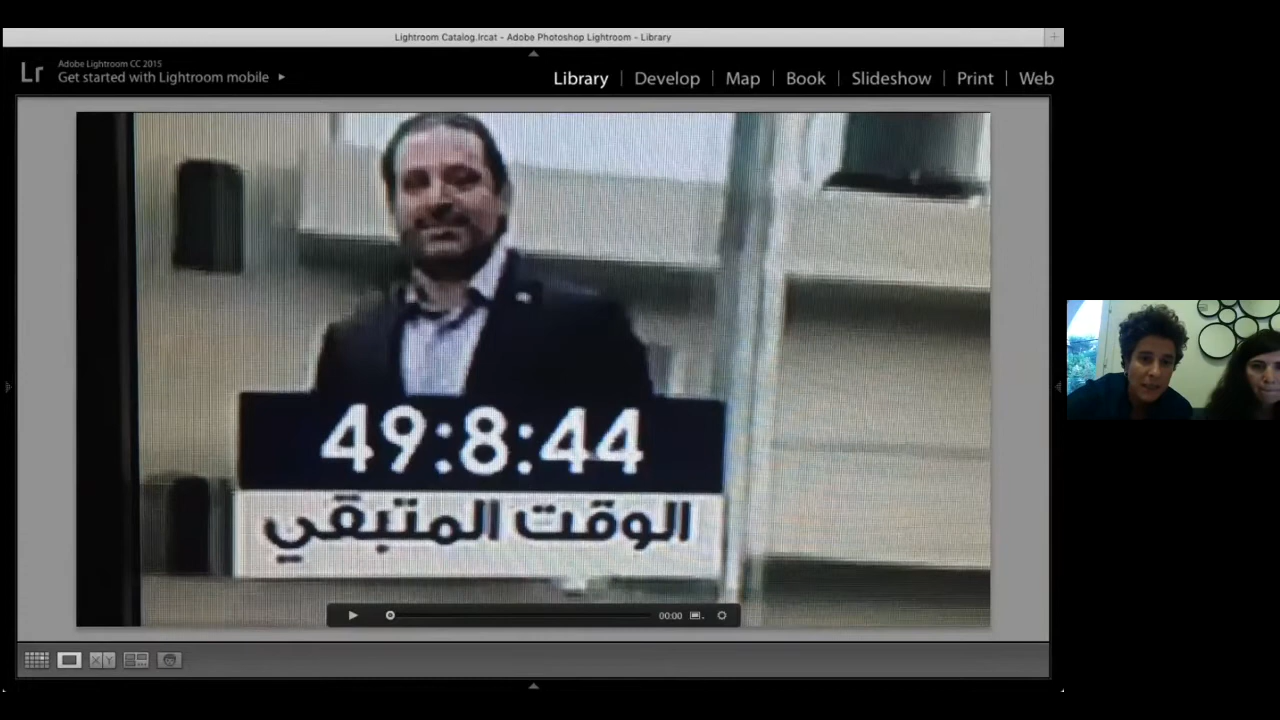 Lightroom Catalog.lrcat - Adobe Photoshop Lightroom - Library
Lr
Adobe Lightroom CC 2015
Get started with Lightroom mobile
Library | Develop | Map | Book | Slideshow | Print | Web
49:8:44
الوقت المتبقي
00:00
X Y